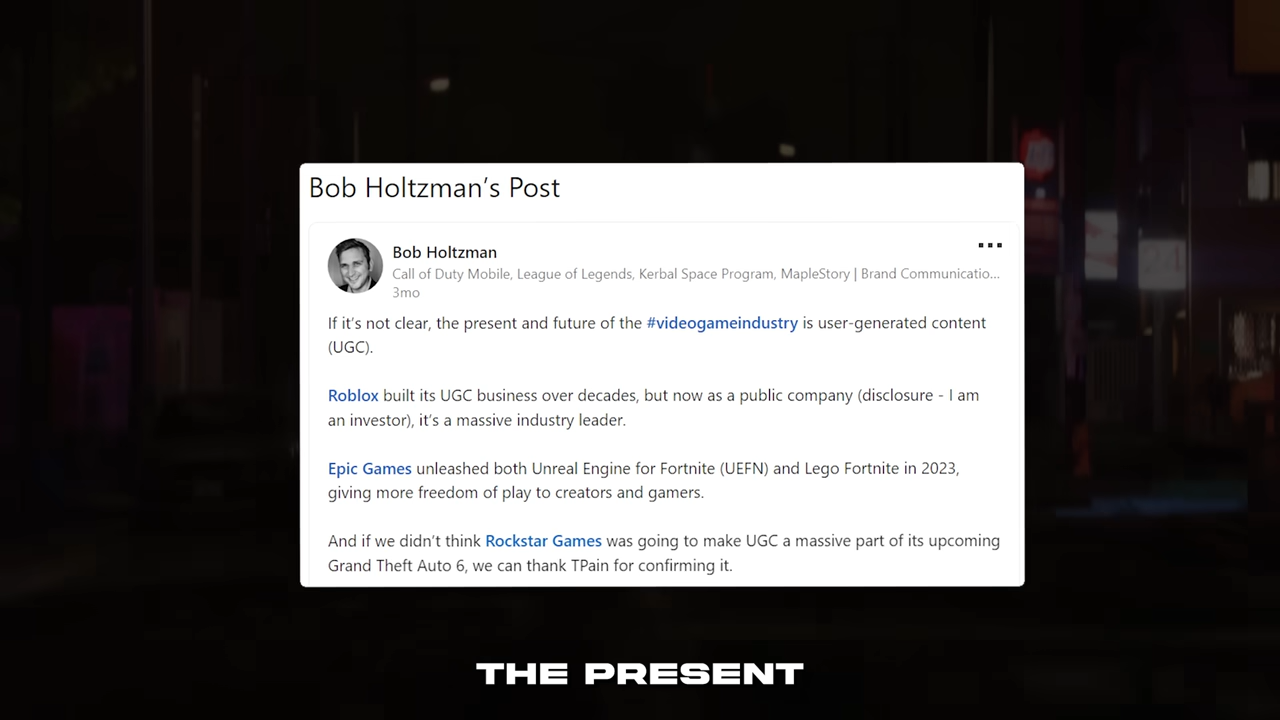 Bob Holtzman’s Post
Bob Holtzman
Call of Duty Mobile, League of Legends, Kerbal Space Program, MapleStory | Brand Communicatio...
3mo
If it’s not clear, the present and future of the #videogameindustry is user-generated content
(UGC).
Roblox built its UGC business over decades, but now as a public company (disclosure - I am
an investor), it’s a massive industry leader.
Epic Games unleashed both Unreal Engine for Fortnite (UEFN) and Lego Fortnite in 2023,
giving more freedom of play to creators and gamers.
And if we didn’t think Rockstar Games was going to make UGC a massive part of its upcoming
Grand Theft Auto 6, we can thank TPain for confirming it.
THE PRESENT